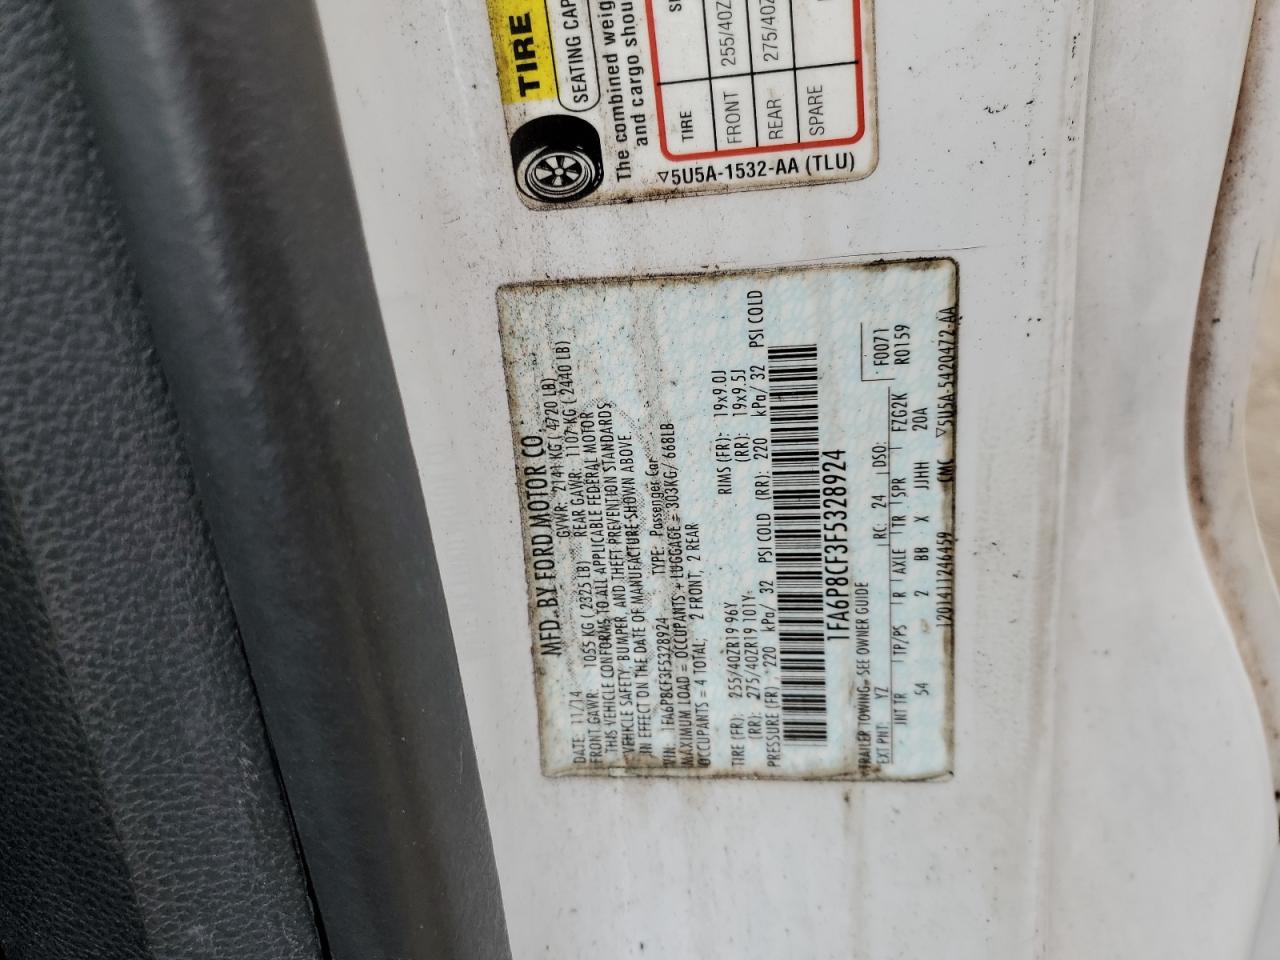 TIRE
SEATING CAP
The combined weig
and cargo shou
TIRE
FRONT 255/40Z
REAR 275/40Z
SPARE
▽5U5A-1532-AA (TLU)
MFD. BY FORD MOTOR CO.
DATE: 11/14 GVWR: 2141 KG ( 4720 LB)
FRONT GAWR: 1055 KG ( 2325 LB) REAR GAWR: 1107 KG ( 2440 LB)
THIS VEHICLE CONFORMS TO ALL APPLICABLE FEDERAL MOTOR
VEHICLE SAFETY, BUMPER, AND THEFT PREVENTION STANDARDS
IN EFFECT ON THE DATE OF MANUFACTURE SHOWN ABOVE
VIN: 1FA6P8CF3F5328924 TYPE: Passenger Car
MAXIMUM LOAD = OCCUPANTS + LUGGAGE = 303KG/ 668LB
OCCUPANTS = 4 TOTAL; 2 FRONT, 2 REAR
TIRE (FR): 255/40ZR19 96Y RIMS (FR): 19x9.0J
(RR): 275/40ZR19 101Y (RR): 19x9.5J
PRESSURE (FR): 220 kPa/ 32 PSI COLD (RR): 220 kPa/ 32 PSI COLD
1FA6P8CF3F5328924
TRAILER TOWING - SEE OWNER GUIDE F0071
EXT PNT: YZ RC: 24 DSO: R0159
INT TR TP/PS R AXLE TR SPR FZG2K
54 2 BB X JJHH 20A
1201411246459 CMC ▽5U5A-5420472-AA